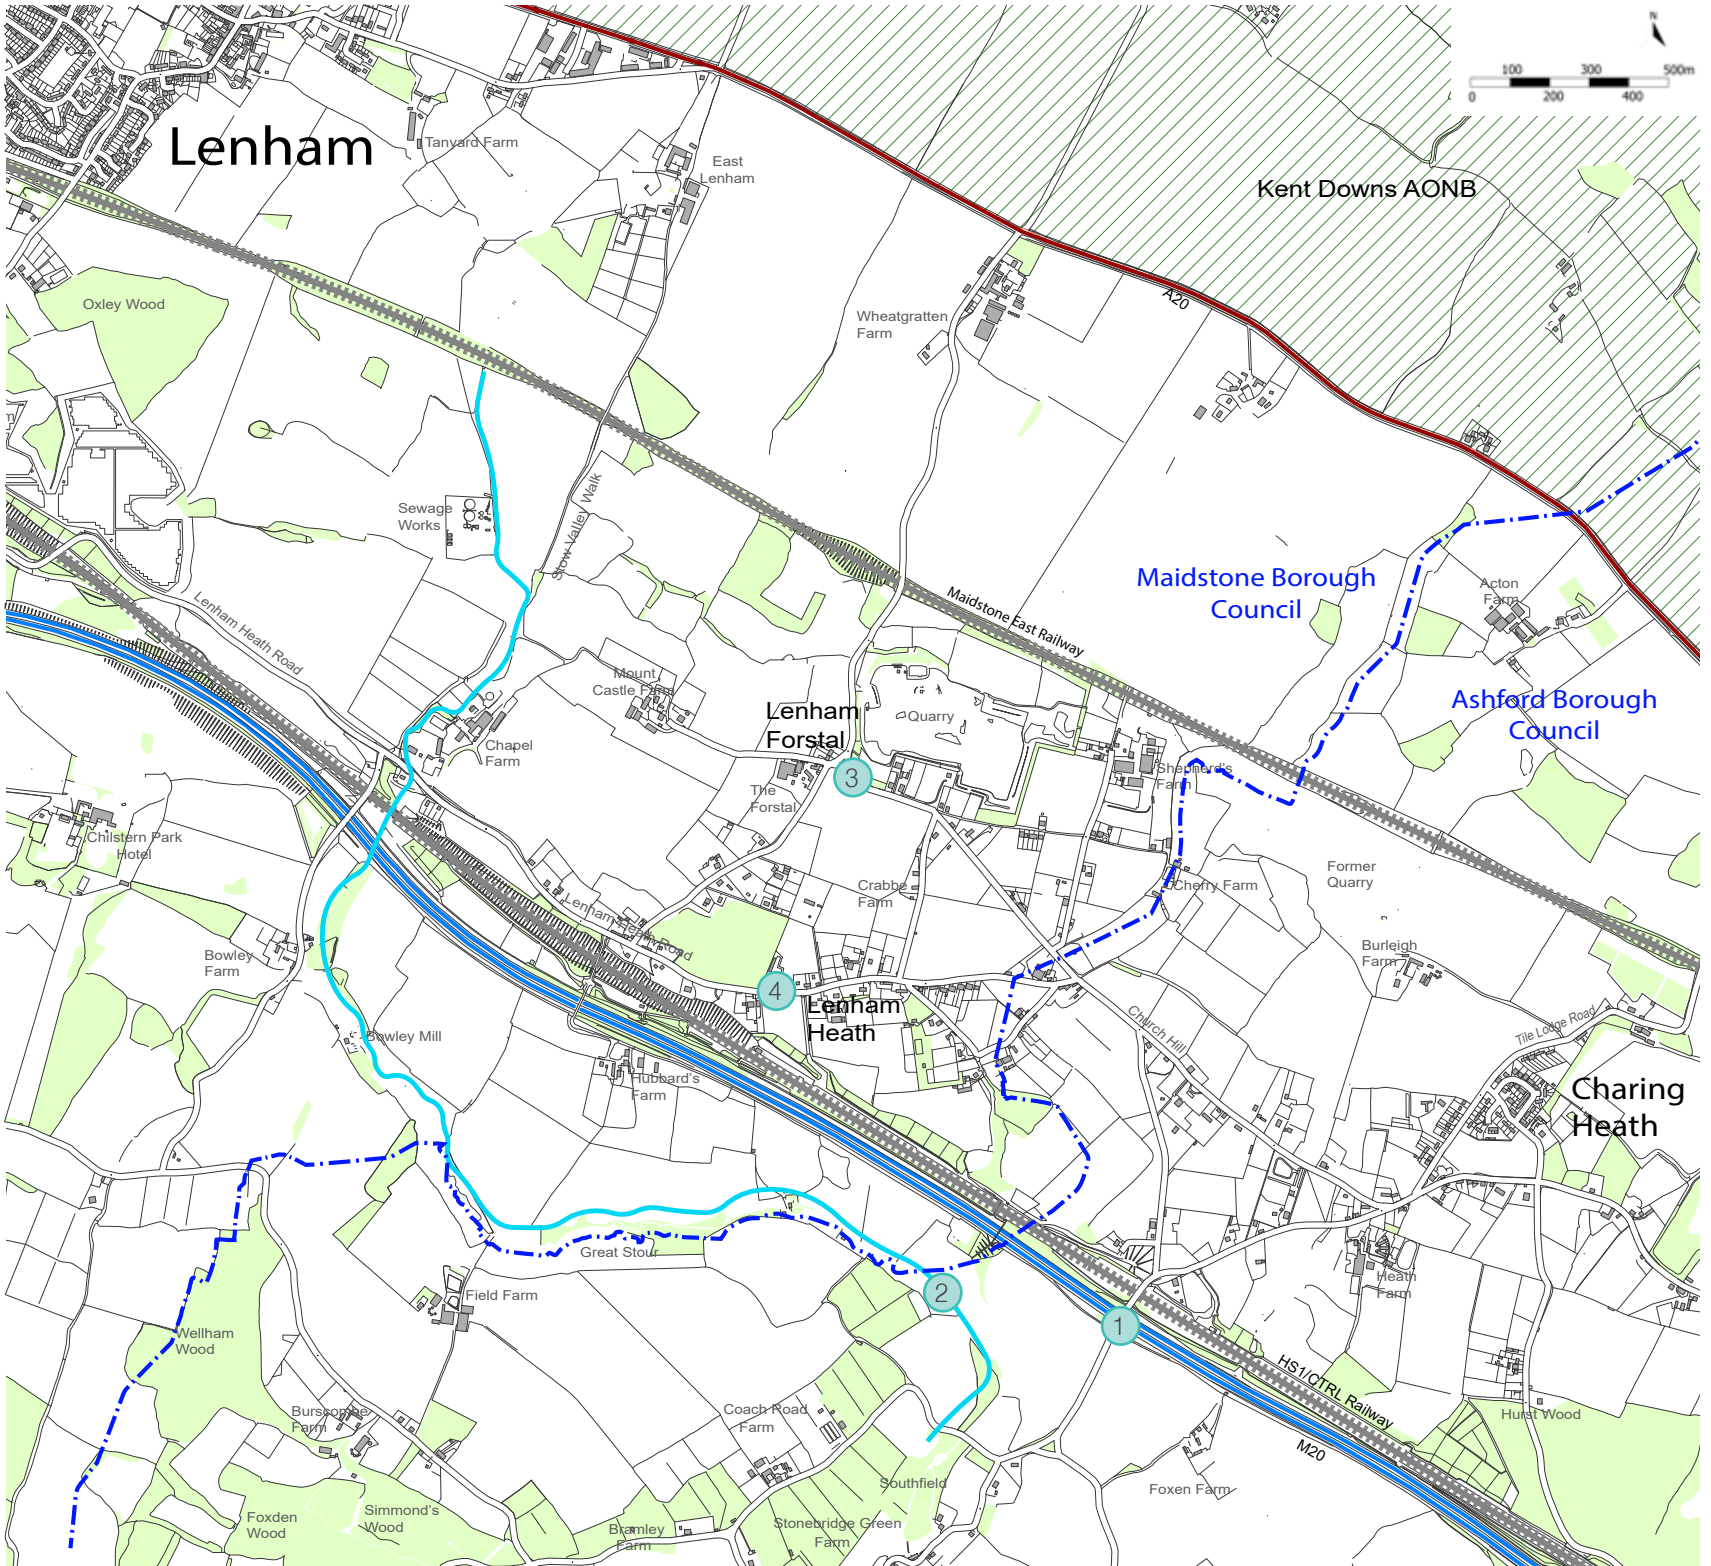 N
100 300 500m
0 200 400
Lenham
Tanyard Farm
East
Lenham
Kent Downs AONB
Oxley Wood
Wheatgratten
Farm
A20
Sewage
Works
Stow Valley Walk
Lenham Heath Road
Maidstone East Railway
Maidstone Borough
Council
Acton
Farm
Ashford Borough
Council
Mount
Castle Farm
Lenham
Forstal
Quarry
Chapel
Farm
3
The
Forstal
Shepherd's
Farm
Chilstern Park
Hotel
Crabbe
Farm
Cherry Farm
Former
Quarry
Lenham Heath Road
Bowley
Farm
Burleigh
Farm
4
Lenham
Heath
Church Hill
Tile Lodge Road
Bowley Mill
Hubbard's
Farm
Charing
Heath
Great Stour
Field Farm
2
1
Heath
Farm
Wellham
Wood
HS1/CTRL Railway
M20
Burscombe
Farm
Coach Road
Farm
Hurst Wood
Southfield
Foxen Farm
Foxden
Wood
Simmond's
Wood
Bramley
Farm
Stonebridge Green
Farm